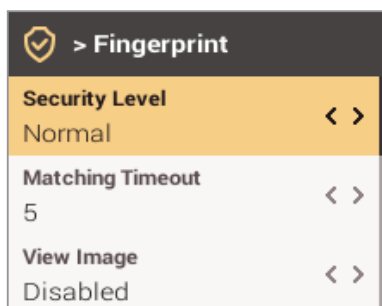 > Fingerprint
Security Level
Normal
Matching Timeout
5
View Image
Disabled